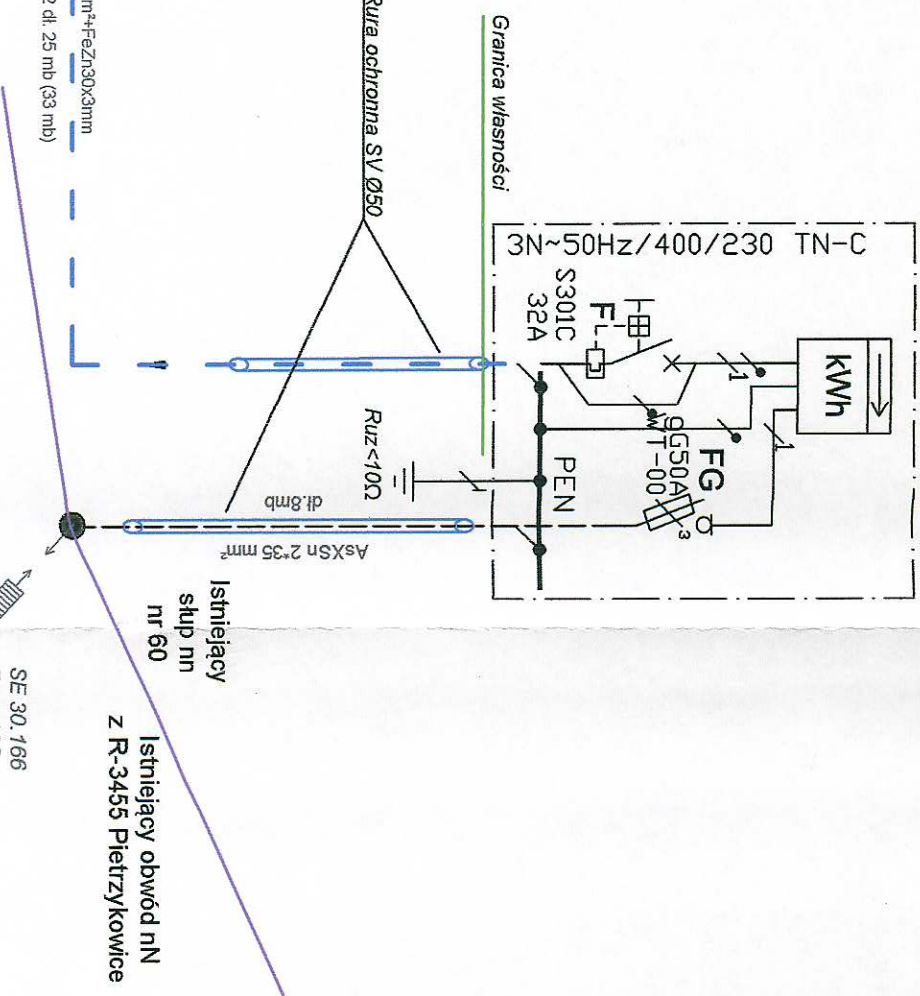 3N~50Hz/400/230 TN-C
kWh
1
1
S301C
32A
F
L
FG
gG50A
WT-00
3
PEN
Granica własności
Rura ochronna SV Ø50
Ruz<10Ω
dł.8mb
AsXSn 2*35 mm²
m²+FeZn30x3mm
2 dł. 25 mb (33 mb)
Istniejący
słup nn
nr 60
Istniejący obwód nN
z R-3455 Pietrzykowice
SE 30.166